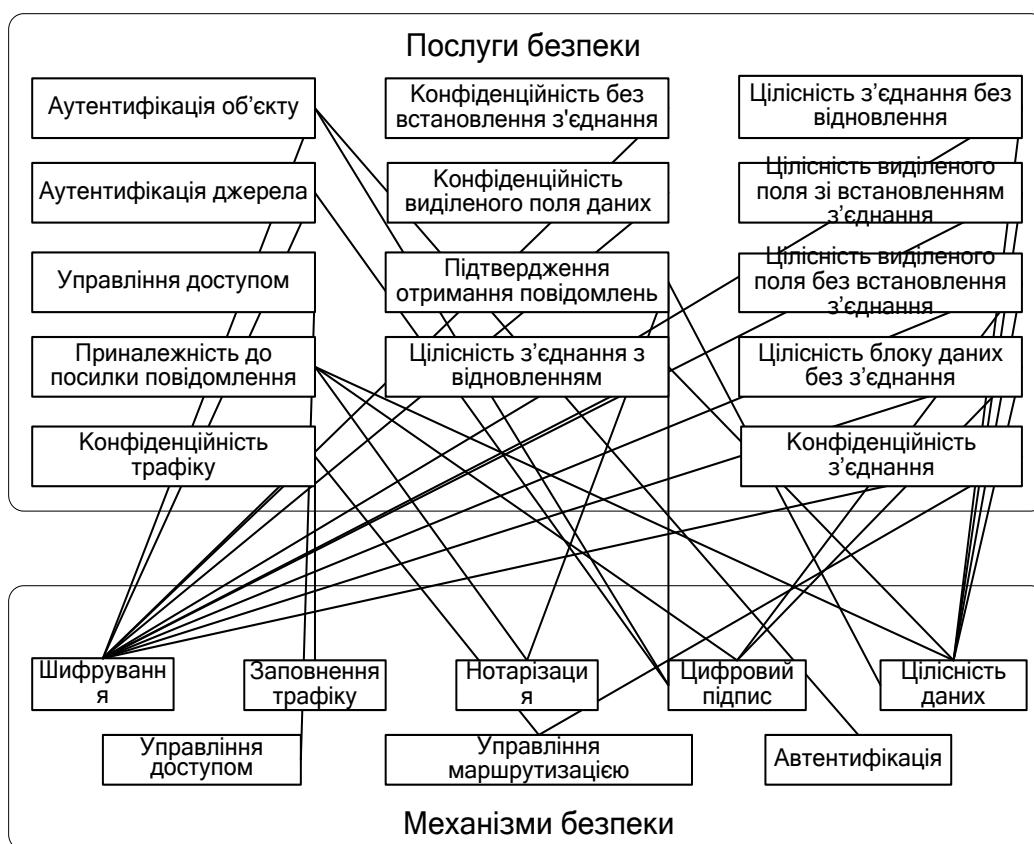 Послуги безпеки
Аутентифікація об’єкту
Конфіденційність без
встановлення з'єднання
Цілісність з’єднання без
відновлення
Аутентифікація джерела
Конфіденційність
виділеного поля даних
Цілісність виділеного
поля зі встановленням
з’єднання
Управління доступом
Підтвердження
отримання повідомлень
Цілісність виділеного
поля без встановлення
з’єднання
Приналежність до
посилки повідомлення
Цілісність з’єднання з
відновленням
Цілісність блоку даних
без з’єднання
Конфіденційність
трафіку
Конфіденційність
з’єднання
Шифруванн
я
Заповнення
трафіку
Нотарізаци
я
Цифровий
підпис
Цілісність
даних
Управління
доступом
Управління
маршрутизацією
Автентифікація
Механізми безпеки